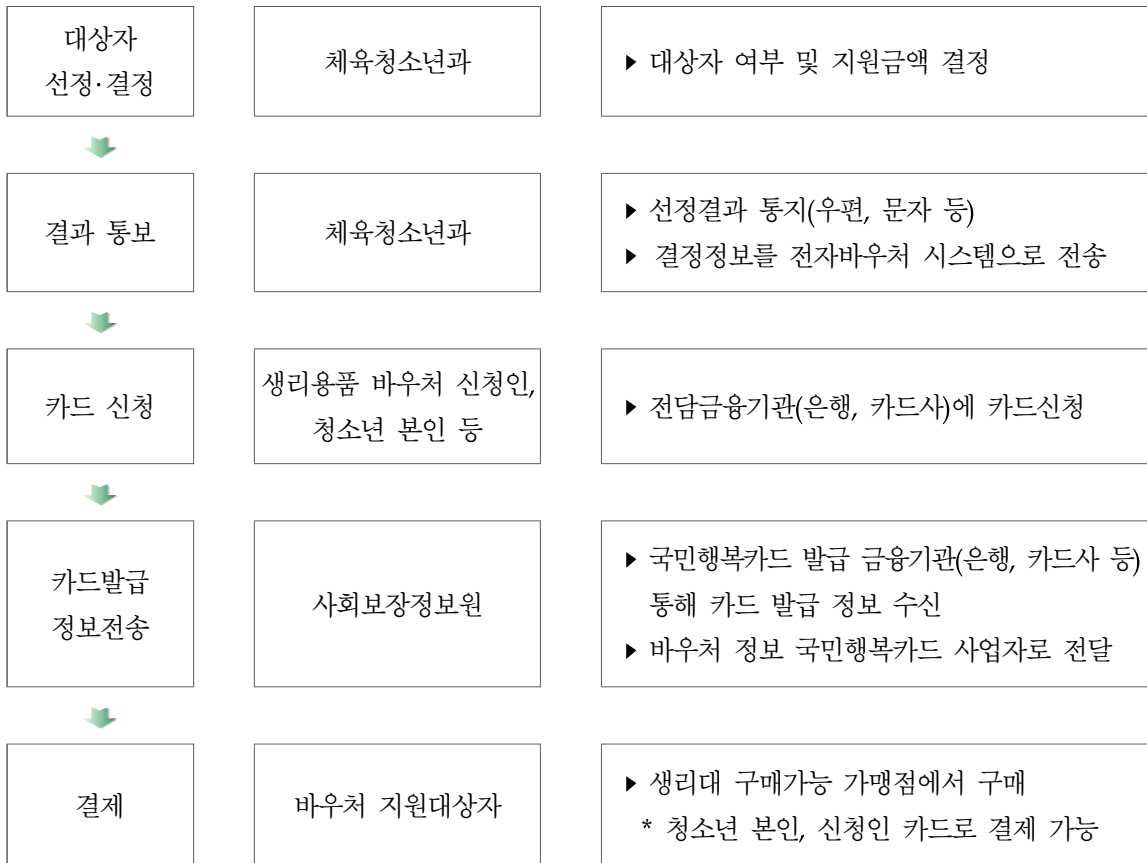 대상자
선정·결정
체육청소년과
▶ 대상자 여부 및 지원금액 결정
결과 통보
체육청소년과
▶ 선정결과 통지(우편, 문자 등)
▶ 결정정보를 전자바우처 시스템으로 전송
카드 신청
생리용품 바우처 신청인,
청소년 본인 등
▶ 전담금융기관(은행, 카드사)에 카드신청
카드발급
정보전송
사회보장정보원
▶ 국민행복카드 발급 금융기관(은행, 카드사 등)
통해 카드 발급 정보 수신
▶ 바우처 정보 국민행복카드 사업자로 전달
결제
바우처 지원대상자
▶ 생리대 구매가능 가맹점에서 구매
* 청소년 본인, 신청인 카드로 결제 가능